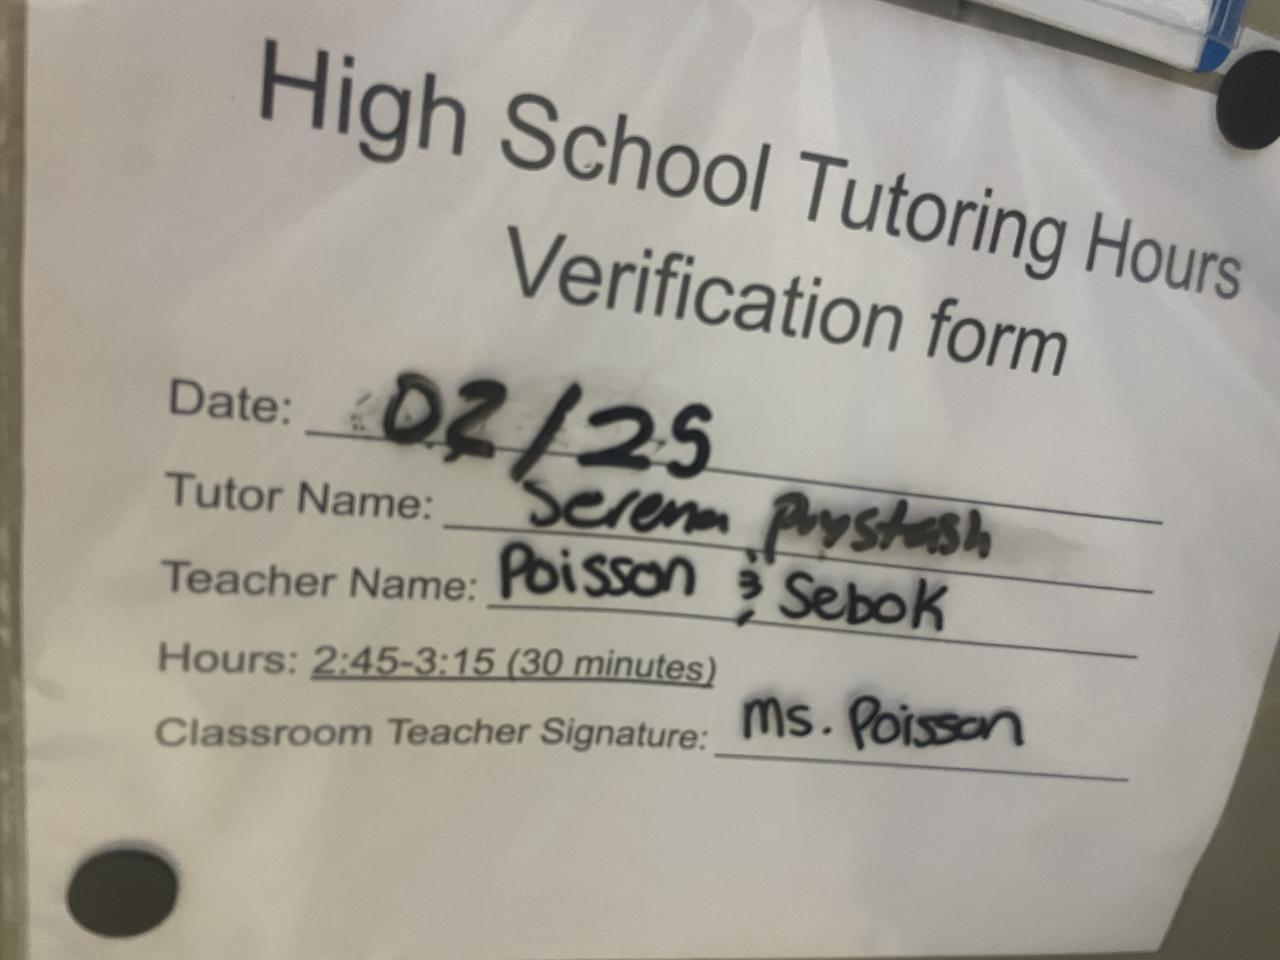 High School Tutoring Hours
Verification form
Date: 02/25
Tutor Name: Serena
Teacher Name: Poisson & Sebok
Hours: 2:45-3:15 (30 minutes)
Classroom Teacher Signature: Ms. Poisson